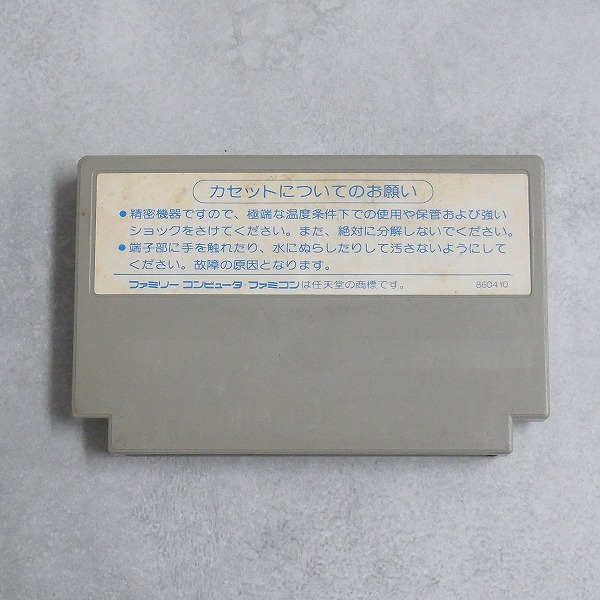 カセットについてのお願い
●精密機器ですので、極端な温度条件下での使用や保管および強い
ショックをさけてください。また、絶対に分解しないでください。
●端子部に手を触れたり、水にぬらしたりして汚さないようにして
ください。故障の原因となります。
ファミリー コンピュータ・ファミコンは任天堂の商標です。 860410